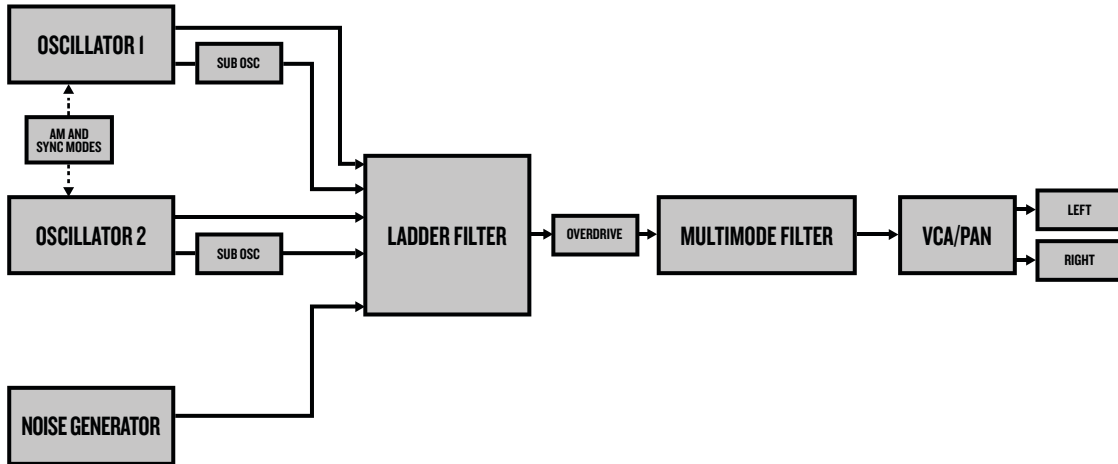 OSCILLATOR 1
SUB OSC
AM AND
SYNC MODES
OSCILLATOR 2
SUB OSC
LADDER FILTER
OVERDRIVE
MULTIMODE FILTER
VCA/PAN
LEFT
RIGHT
NOISE GENERATOR